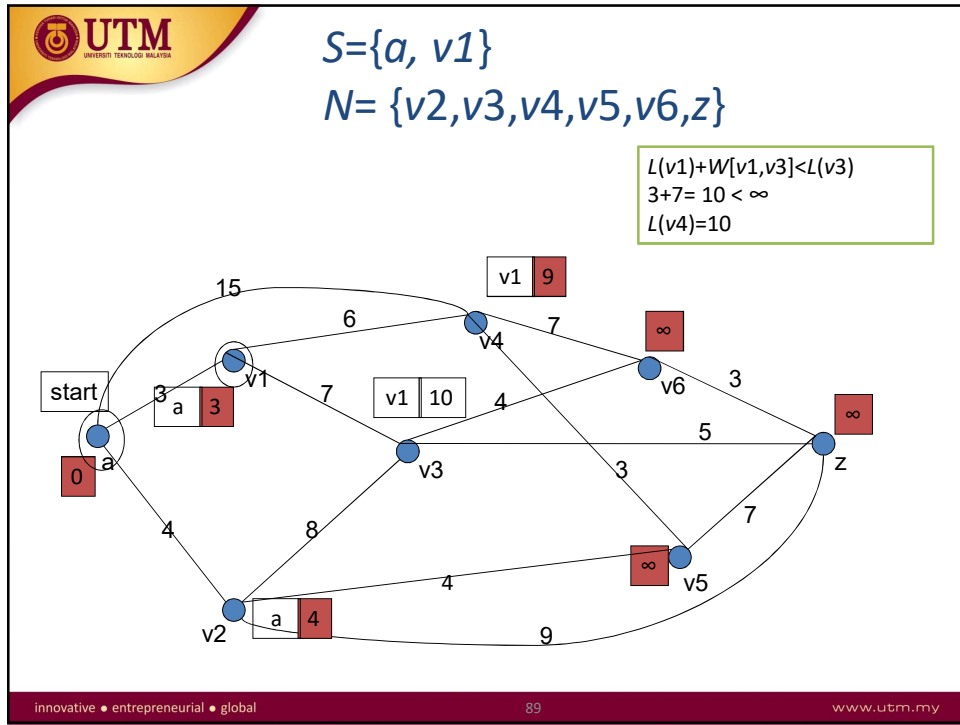 UTM
UNIVERSITI TEKNOLOGI MALAYSIA
S={a, v1}
N= {v2,v3,v4,v5,v6,z}
L(v1)+W[v1,v3]<L(v3)
3+7= 10 < ∞
L(v4)=10
v1 9
15
6
7
v4
∞
v1
v6
3
start
3
a 3
7
v1 10
4
∞
5
a
0
v3
z
3
7
4
8
∞
v5
4
v2
a 4
9
innovative ● entrepreneurial ● global
89
www.utm.my